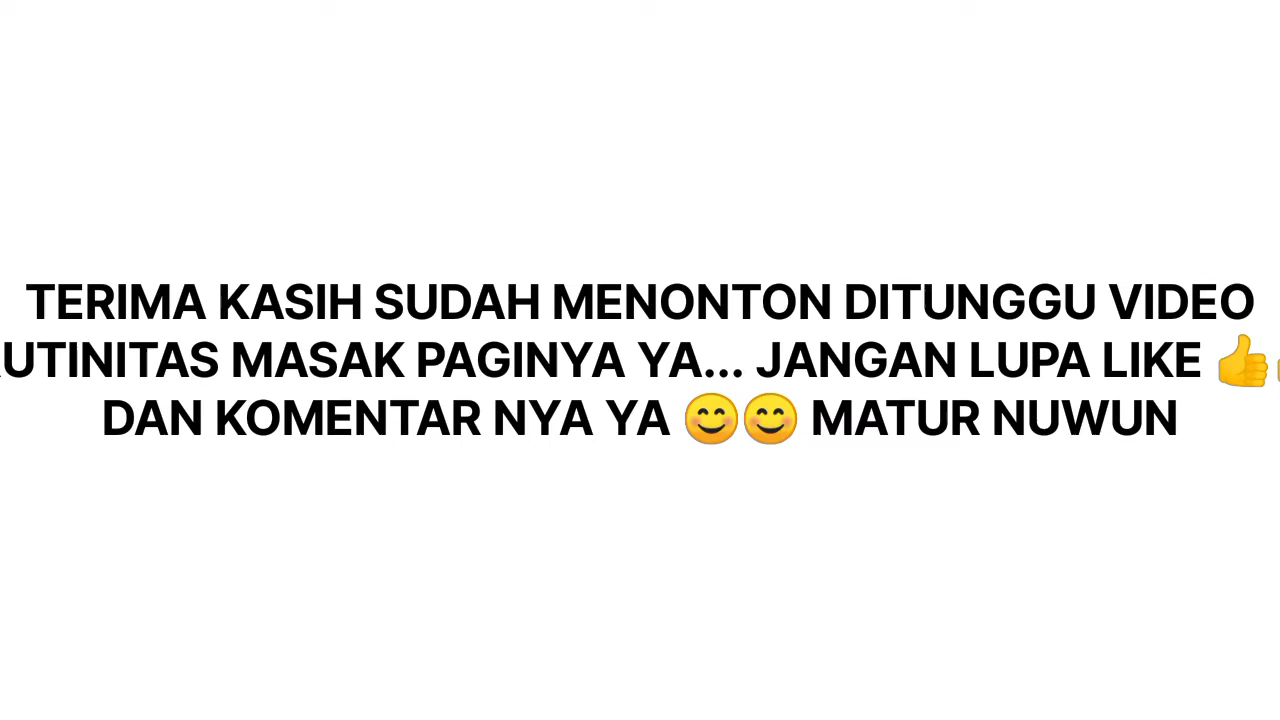 TERIMA KASIH SUDAH MENONTON DITUNGGU VIDEO
UTINITAS MASAK PAGINYA YA... JANGAN LUPA LIKE 👍
DAN KOMENTAR NYA YA 😊😊 MATUR NUWUN